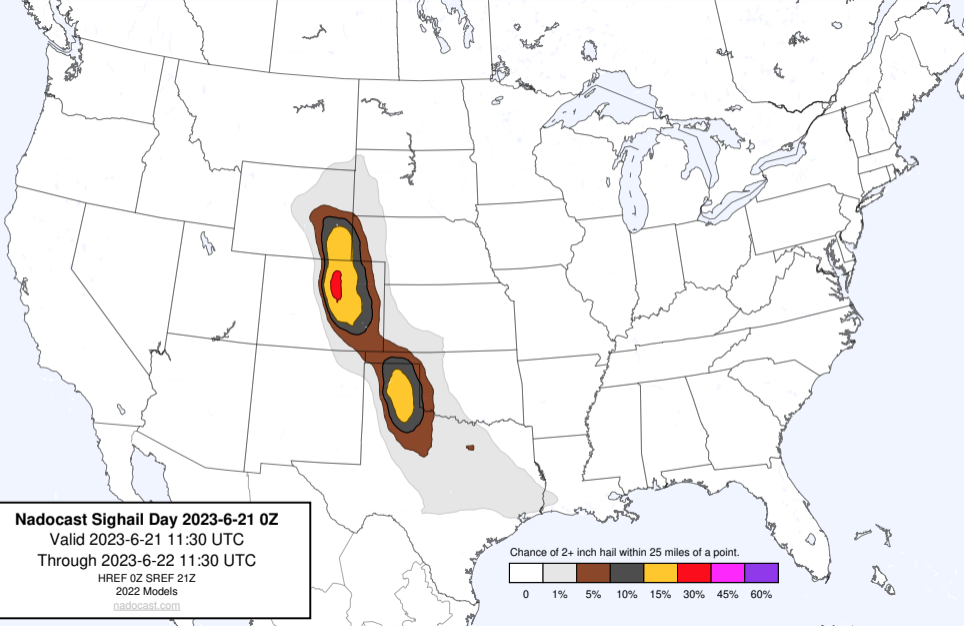 Nadocast Sighail Day 2023-6-21 0Z
Valid 2023-6-21 11:30 UTC
Through 2023-6-22 11:30 UTC
HREF 0Z SREF 21Z
2022 Models
nadocast.com
Chance of 2+ inch hail within 25 miles of a point.
0 1% 5% 10% 15% 30% 45% 60%